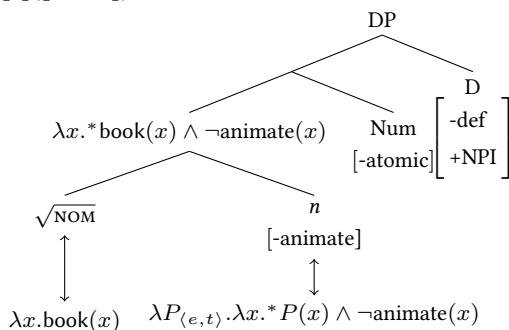 DP
D
λx.*book(x) ∧ ¬animate(x)
Num
[-atomic]
[-def
+NPI]
√NOM
n
[-animate]
λx.book(x)
λP⟨e,t⟩.λx.*P(x) ∧ ¬animate(x)